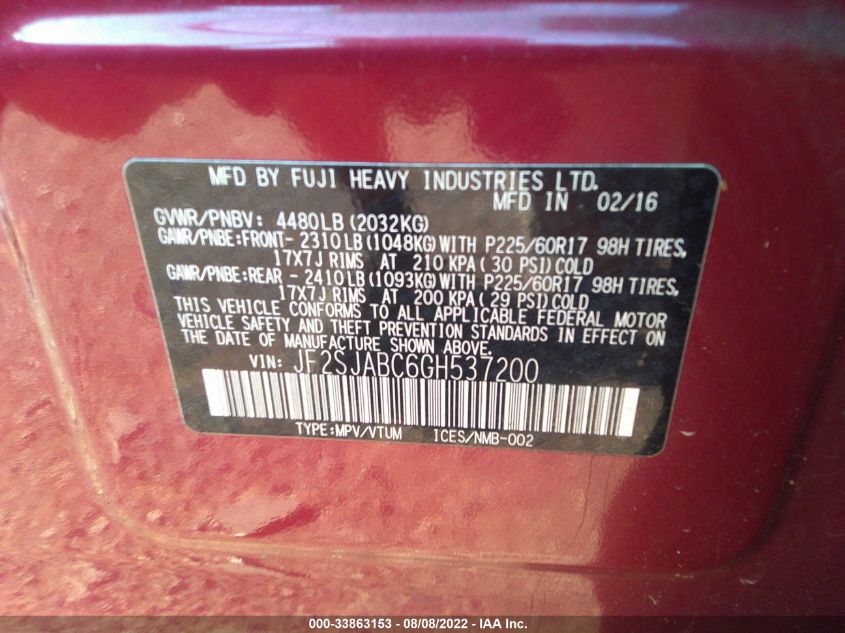 MFD BY FUJI HEAVY INDUSTRIES LTD.
MFD IN 02/16
GVWR/PNBV: 4480LB (2032KG)
GAWR/PNBE:FRONT- 2310 LB (1048KG) WITH P225/60R17 98H TIRES,
17X7J RIMS AT 210 KPA ( 30 PSI) COLD
GAWR/PNBE:REAR - 2410 LB (1093KG) WITH P225/60R17 98H TIRES,
17X7J RIMS AT 200 KPA ( 29 PSI) COLD
THIS VEHICLE CONFORMS TO ALL APPLICABLE FEDERAL MOTOR
VEHICLE SAFETY AND THEFT PREVENTION STANDARDS IN EFFECT ON
THE DATE OF MANUFACTURE SHOWN ABOVE.
VIN: JF2SJABC6GH537200
TYPE:MPV/VTUM ICES/NMB-002
000-33863153 - 08/08/2022 - IAA Inc.